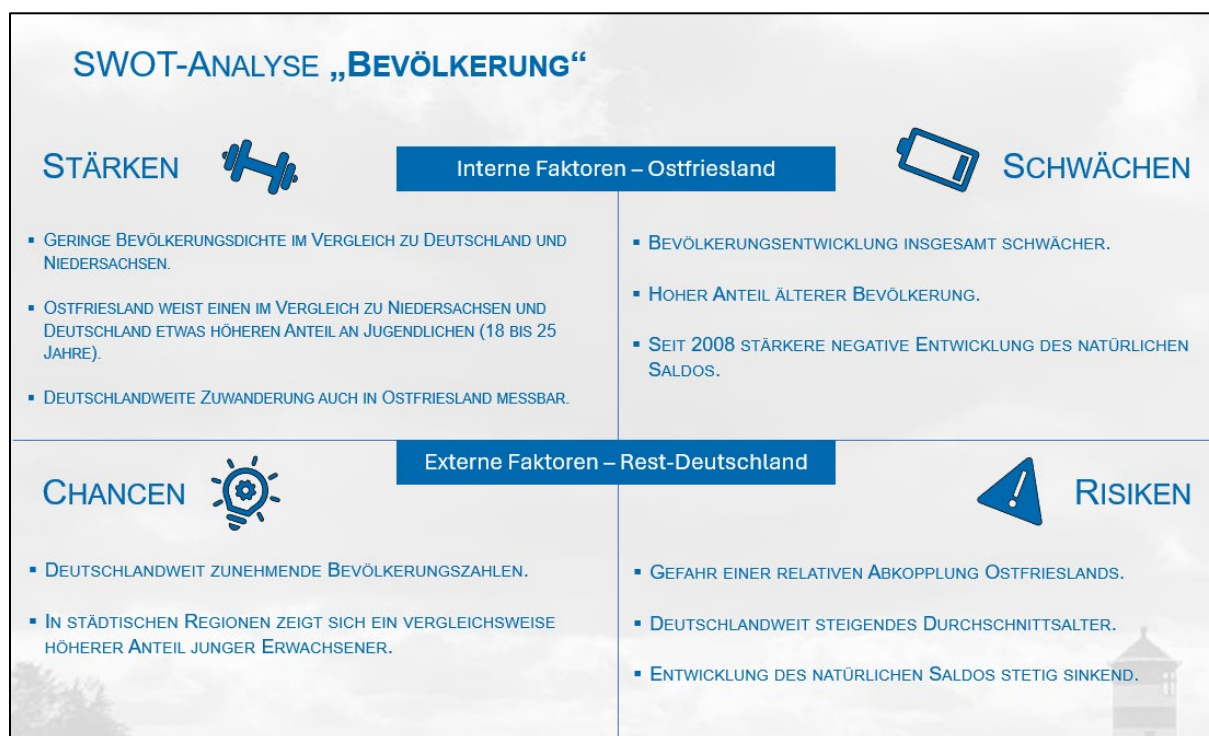 SWOT-ANALYSE „BEVÖLKERUNG“
STÄRKEN
Interne Faktoren – Ostfriesland
SCHWÄCHEN
▪ GERINGE BEVÖLKERUNGSDICHTE IM VERGLEICH ZU DEUTSCHLAND UND
NIEDERSACHSEN.
▪ OSTFRIESLAND WEIST EINEN IM VERGLEICH ZU NIEDERSACHSEN UND
DEUTSCHLAND ETWAS HÖHEREN ANTEIL AN JUGENDLICHEN (18 BIS 25
JAHRE).
▪ DEUTSCHLANDWEITE ZUWANDERUNG AUCH IN OSTFRIESLAND MESSBAR.
▪ BEVÖLKERUNGSENTWICKLUNG INSGESAMT SCHWÄCHER.
▪ HOHER ANTEIL ÄLTERER BEVÖLKERUNG.
▪ SEIT 2008 STÄRKERE NEGATIVE ENTWICKLUNG DES NATÜRLICHEN
SALDOS.
Externe Faktoren – Rest-Deutschland
CHANCEN
RISIKEN
▪ DEUTSCHLANDWEIT ZUNEHMENDE BEVÖLKERUNGSZAHLEN.
▪ IN STÄDTISCHEN REGIONEN ZEIGT SICH EIN VERGLEICHSWEISE
HÖHERER ANTEIL JUNGER ERWACHSENER.
▪ GEFAHR EINER RELATIVEN ABKOPPLUNG OSTFRIESLANDS.
▪ DEUTSCHLANDWEIT STEIGENDES DURCHSCHNITTSALTER.
▪ ENTWICKLUNG DES NATÜRLICHEN SALDOS STETIG SINKEND.